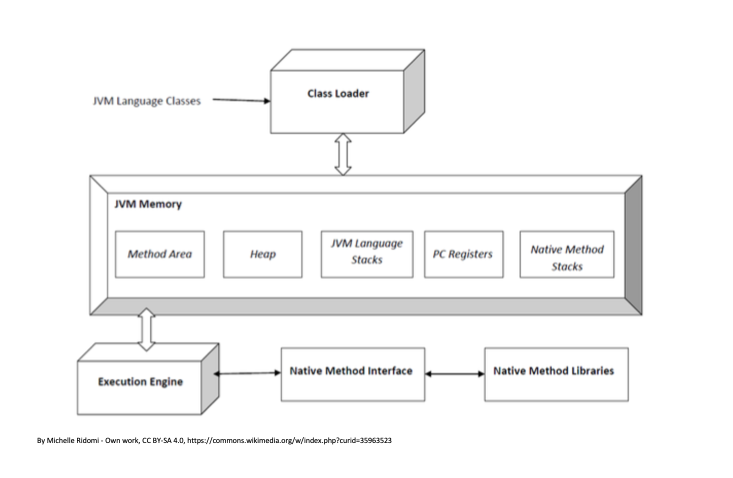 Class Loader
JVM Language Classes
JVM Memory
Method Area
Heap
JVM Language
Stacks
PC Registers
Native Method
Stacks
Execution Engine
Native Method Interface
Native Method Libraries
By Michelle Ridomi - Own work, CC BY-SA 4.0, https://commons.wikimedia.org/w/index.php?curid=35963523